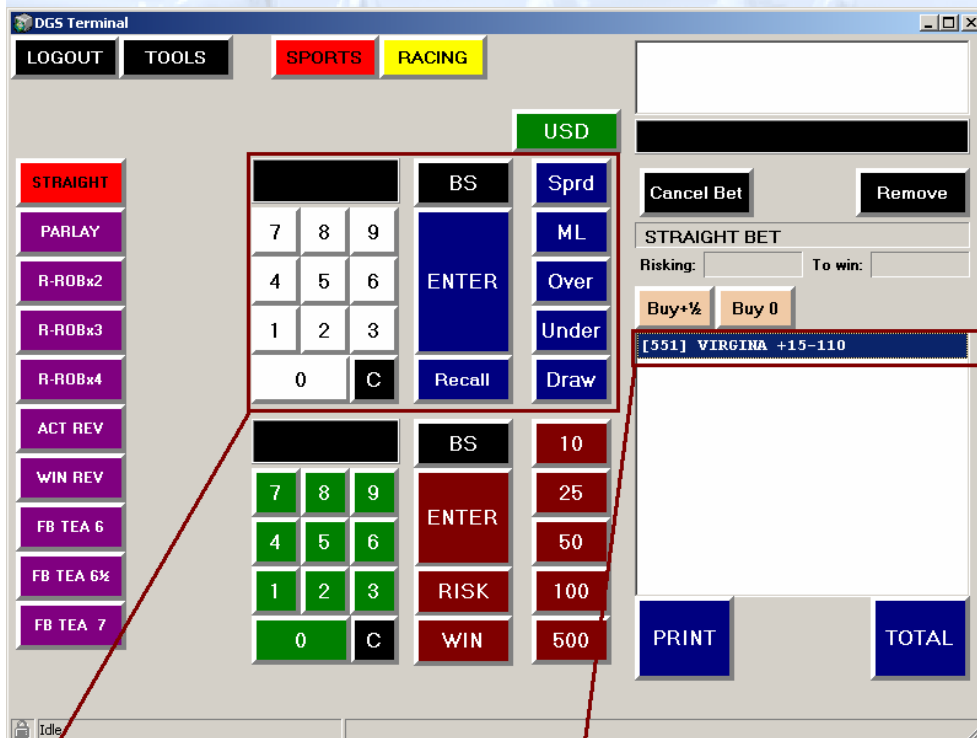 DGS Terminal
LOGOUT TOOLS SPORTS RACING
USD
STRAIGHT BS Sprd Cancel Bet Remove
PARLAY 7 8 9 ENTER ML STRAIGHT BET
Risking: To win:
R-ROBx2 4 5 6 Over Buy+½ Buy 0
R-ROBx3 1 2 3 Under [551] VIRGINA +15-110
R-ROBx4 0 C Recall Draw
ACT REV BS 10
WIN REV 7 8 9 ENTER 25
FB TEA 6 4 5 6 50
FB TEA 6½ 1 2 3 RISK 100
FB TEA 7 0 C WIN 500 PRINT TOTAL
Idle